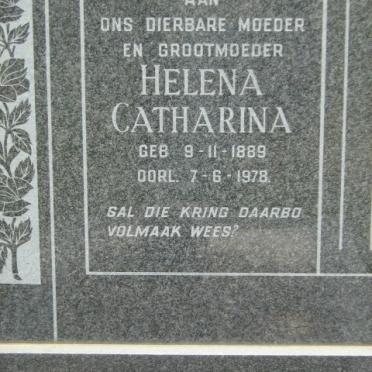 AAN
ONS DIERBARE MOEDER
EN GROOTMOEDER
HELENA
CATHARINA
GEB 9-11-1889
OORL. 7-6-1978.
SAL DIE KRING DAARBO
VOLMAAK WEES?